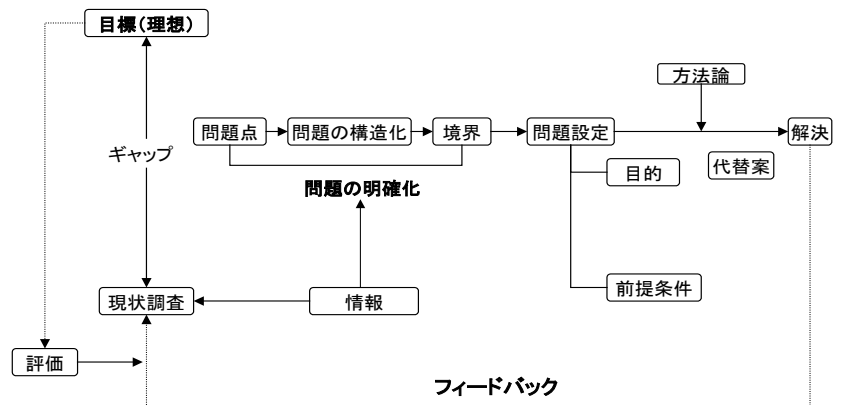 目標(理想)
方法論
問題点
問題の構造化
境界
問題設定
解決
ギャップ
目的
代替案
問題の明確化
現状調査
情報
前提条件
評価
フィードバック